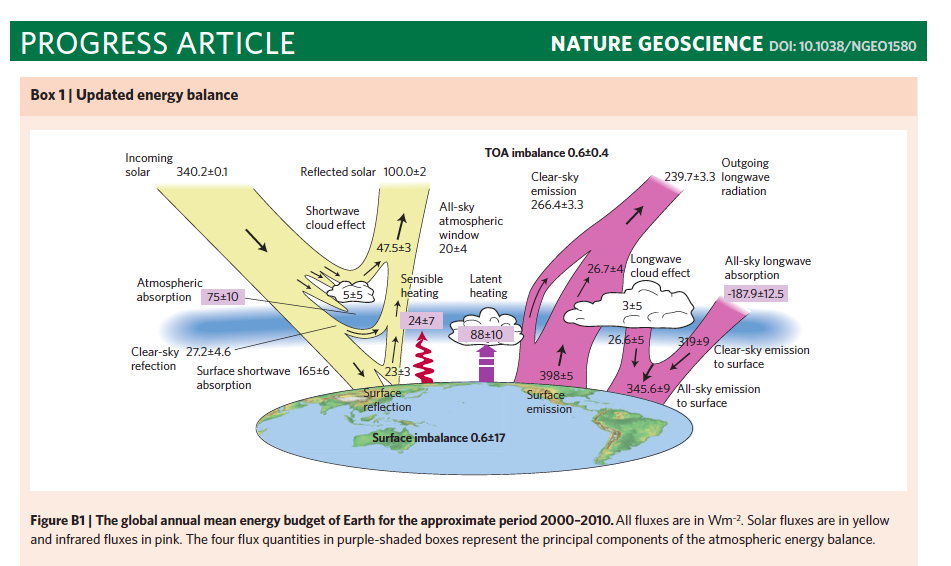 PROGRESS ARTICLE
NATURE GEOSCIENCE DOI: 10.1038/NGEO1580
Box 1 | Updated energy balance
TOA imbalance 0.6±0.4
Incoming
solar 340.2±0.1
Reflected solar 100.0±2
Clear-sky
emission
266.4±3.3
239.7±3.3
Outgoing
longwave
radiation
Shortwave
cloud effect
47.5±3
All-sky
atmospheric
window
20±4
26.7±4
Longwave
cloud effect
All-sky longwave
absorption
-187.9±12.5
Atmospheric
absorption 75±10
5±5
Sensible
heating
24±7
Latent
heating
88±10
3±5
Clear-sky 27.2±4.6
refection
Surface shortwave 165±6
absorption
23±3
Surface
reflection
398±5
Surface
emission
26.6±5
319±9
Clear-sky emission
to surface
345.6±9
All-sky emission
to surface
Surface imbalance 0.6±17
Figure B1 | The global annual mean energy budget of Earth for the approximate period 2000–2010. All fluxes are in Wm-2. Solar fluxes are in yellow
and infrared fluxes in pink. The four flux quantities in purple-shaded boxes represent the principal components of the atmospheric energy balance.